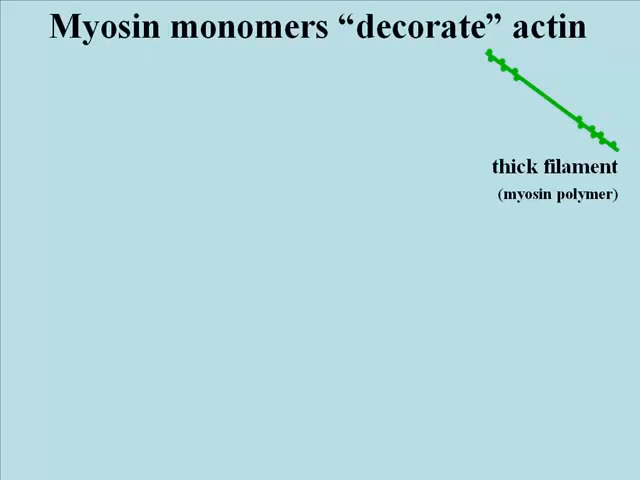 Myosin monomers “decorate” actin
thick filament
(myosin polymer)